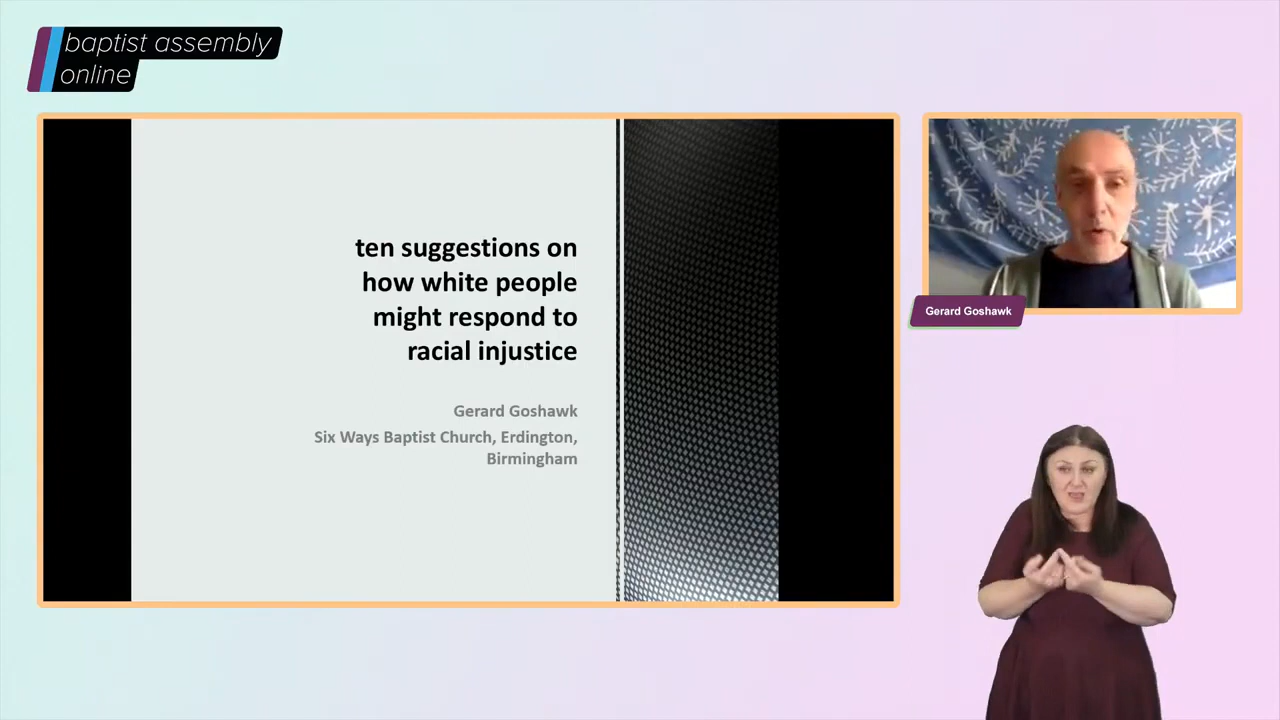 baptist assembly
online
ten suggestions on
how white people
might respond to
racial injustice
Gerard Goshawk
Six Ways Baptist Church, Erdington,
Birmingham
Gerard Goshawk